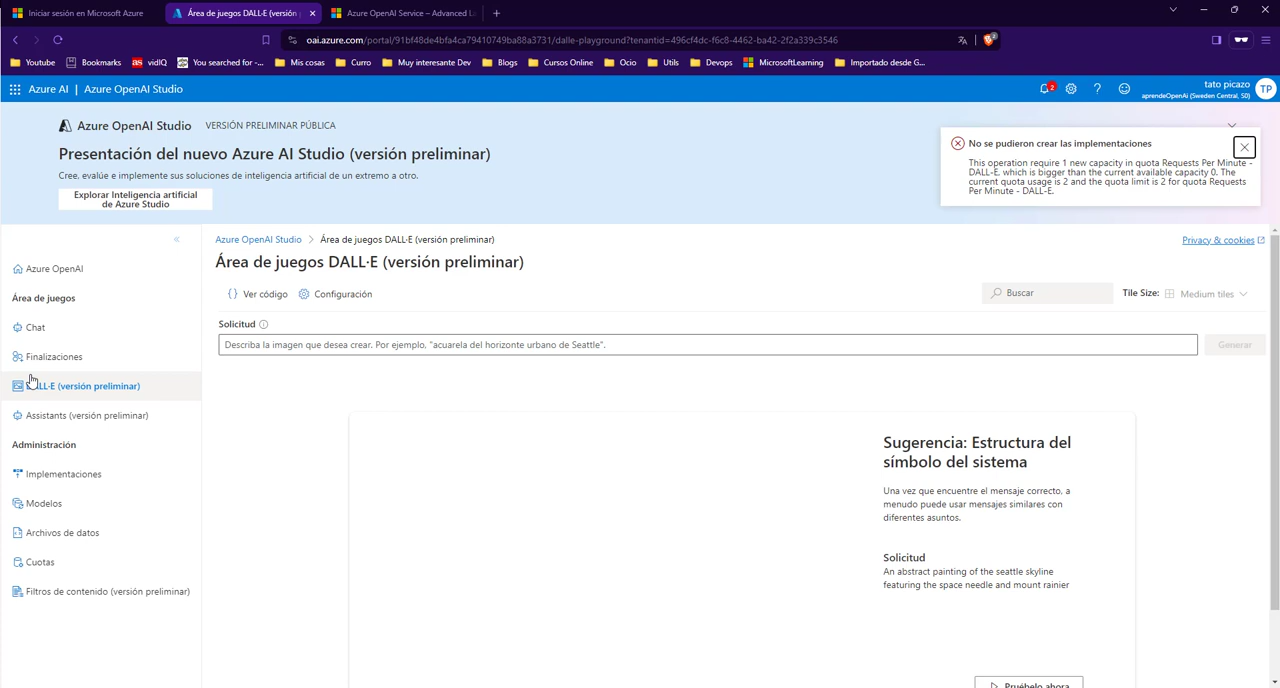 Iniciar sesión en Microsoft Azure
Área de juegos DALL·E (versión
Azure OpenAI Service – Advanced La
oai.azure.com/portal/91bf48de4bfa4ca79410749ba88a3731/dalle-playground?tenantid=496cf4dc-f6c8-4462-ba42-2f2a339c3546
Youtube
Bookmarks
as vidIQ
You searched for -...
Mis cosas
Curro
Muy interesante Dev
Blogs
Cursos Online
Ocio
Utils
Devops
MicrosoftLearning
Importado desde G...
Azure AI | Azure OpenAI Studio
2
tato picazo
aprendeOpenAI (Sweden Central, S0)
TP
Azure OpenAI Studio VERSIÓN PRELIMINAR PÚBLICA
Presentación del nuevo Azure AI Studio (versión preliminar)
Cree, evalúe e implemente sus soluciones de inteligencia artificial de un extremo a otro.
Explorar Inteligencia artificial
de Azure Studio
No se pudieron crear las implementaciones
This operation require 1 new capacity in quota Requests Per Minute -
DALL-E, which is bigger than the current available capacity 0. The
current quota usage is 2 and the quota limit is 2 for quota Requests
Per Minute - DALL-E.
Azure OpenAI
Área de juegos
Chat
Finalizaciones
DALL·E (versión preliminar)
Assistants (versión preliminar)
Administración
Implementaciones
Modelos
Archivos de datos
Cuotas
Filtros de contenido (versión preliminar)
Azure OpenAI Studio > Área de juegos DALL·E (versión preliminar)
Privacy & cookies
Área de juegos DALL·E (versión preliminar)
Ver código
Configuración
Buscar
Tile Size: Medium tiles
Solicitud
Describa la imagen que desea crear. Por ejemplo, "acuarela del horizonte urbano de Seattle".
Generar
Sugerencia: Estructura del
símbolo del sistema
Una vez que encuentre el mensaje correcto, a
menudo puede usar mensajes similares con
diferentes asuntos.
Solicitud
An abstract painting of the seattle skyline
featuring the space needle and mount rainier
Pruébelo ahora